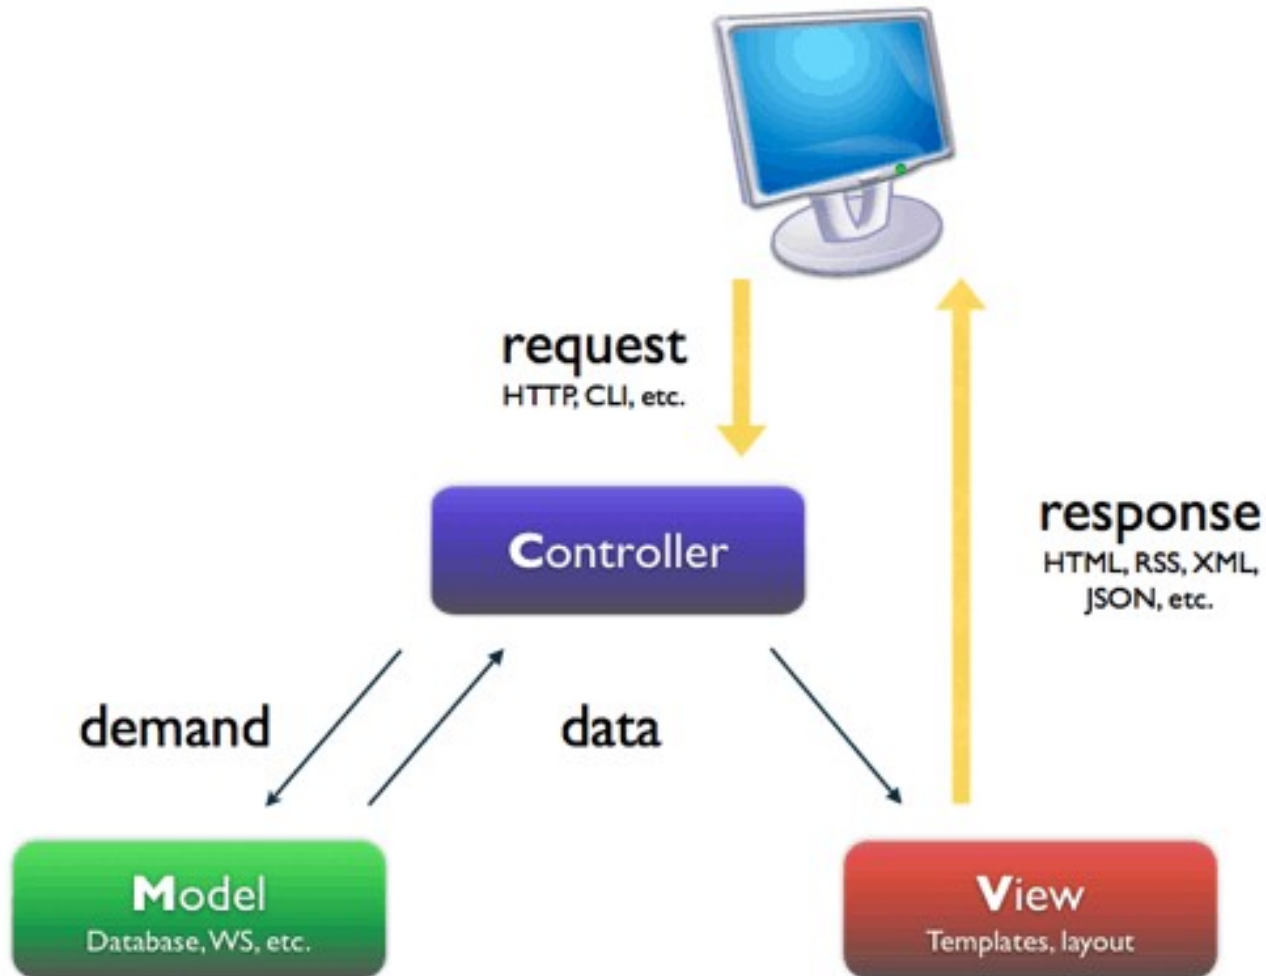 request
HTTP, CLI, etc.
Controller
response
HTML, RSS, XML,
JSON, etc.
demand
data
Model
Database, WS, etc.
View
Templates, layout